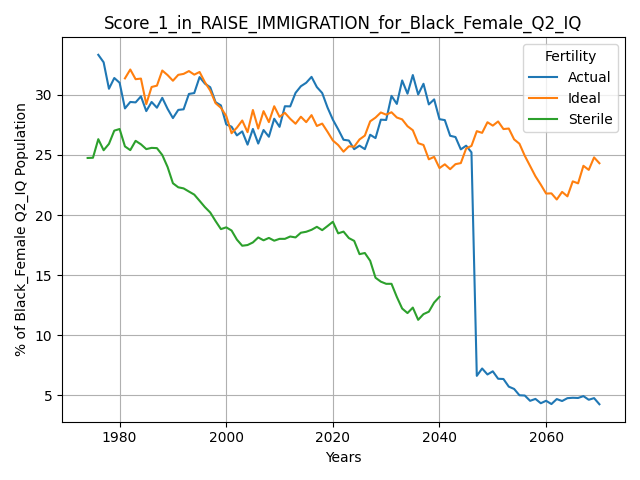 Score_1_in_RAISE_IMMIGRATION_for_Black_Female_Q2_IQ
% of Black_Female Q2_IQ Population
30
25
20
15
10
5
Fertility
Actual
Ideal
Sterile
1980 2000 2020 2040 2060
Years